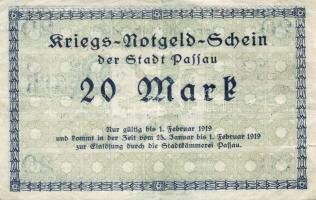 Kriegs-Notgeld-Schein
der Stadt Passau
20 Mark
Nur gültig bis 1. Februar 1919
und kommt in der Zeit vom 25. Januar bis 1. Februar 1919
zur Einlösung durch die Stadtkämmerei Passau.